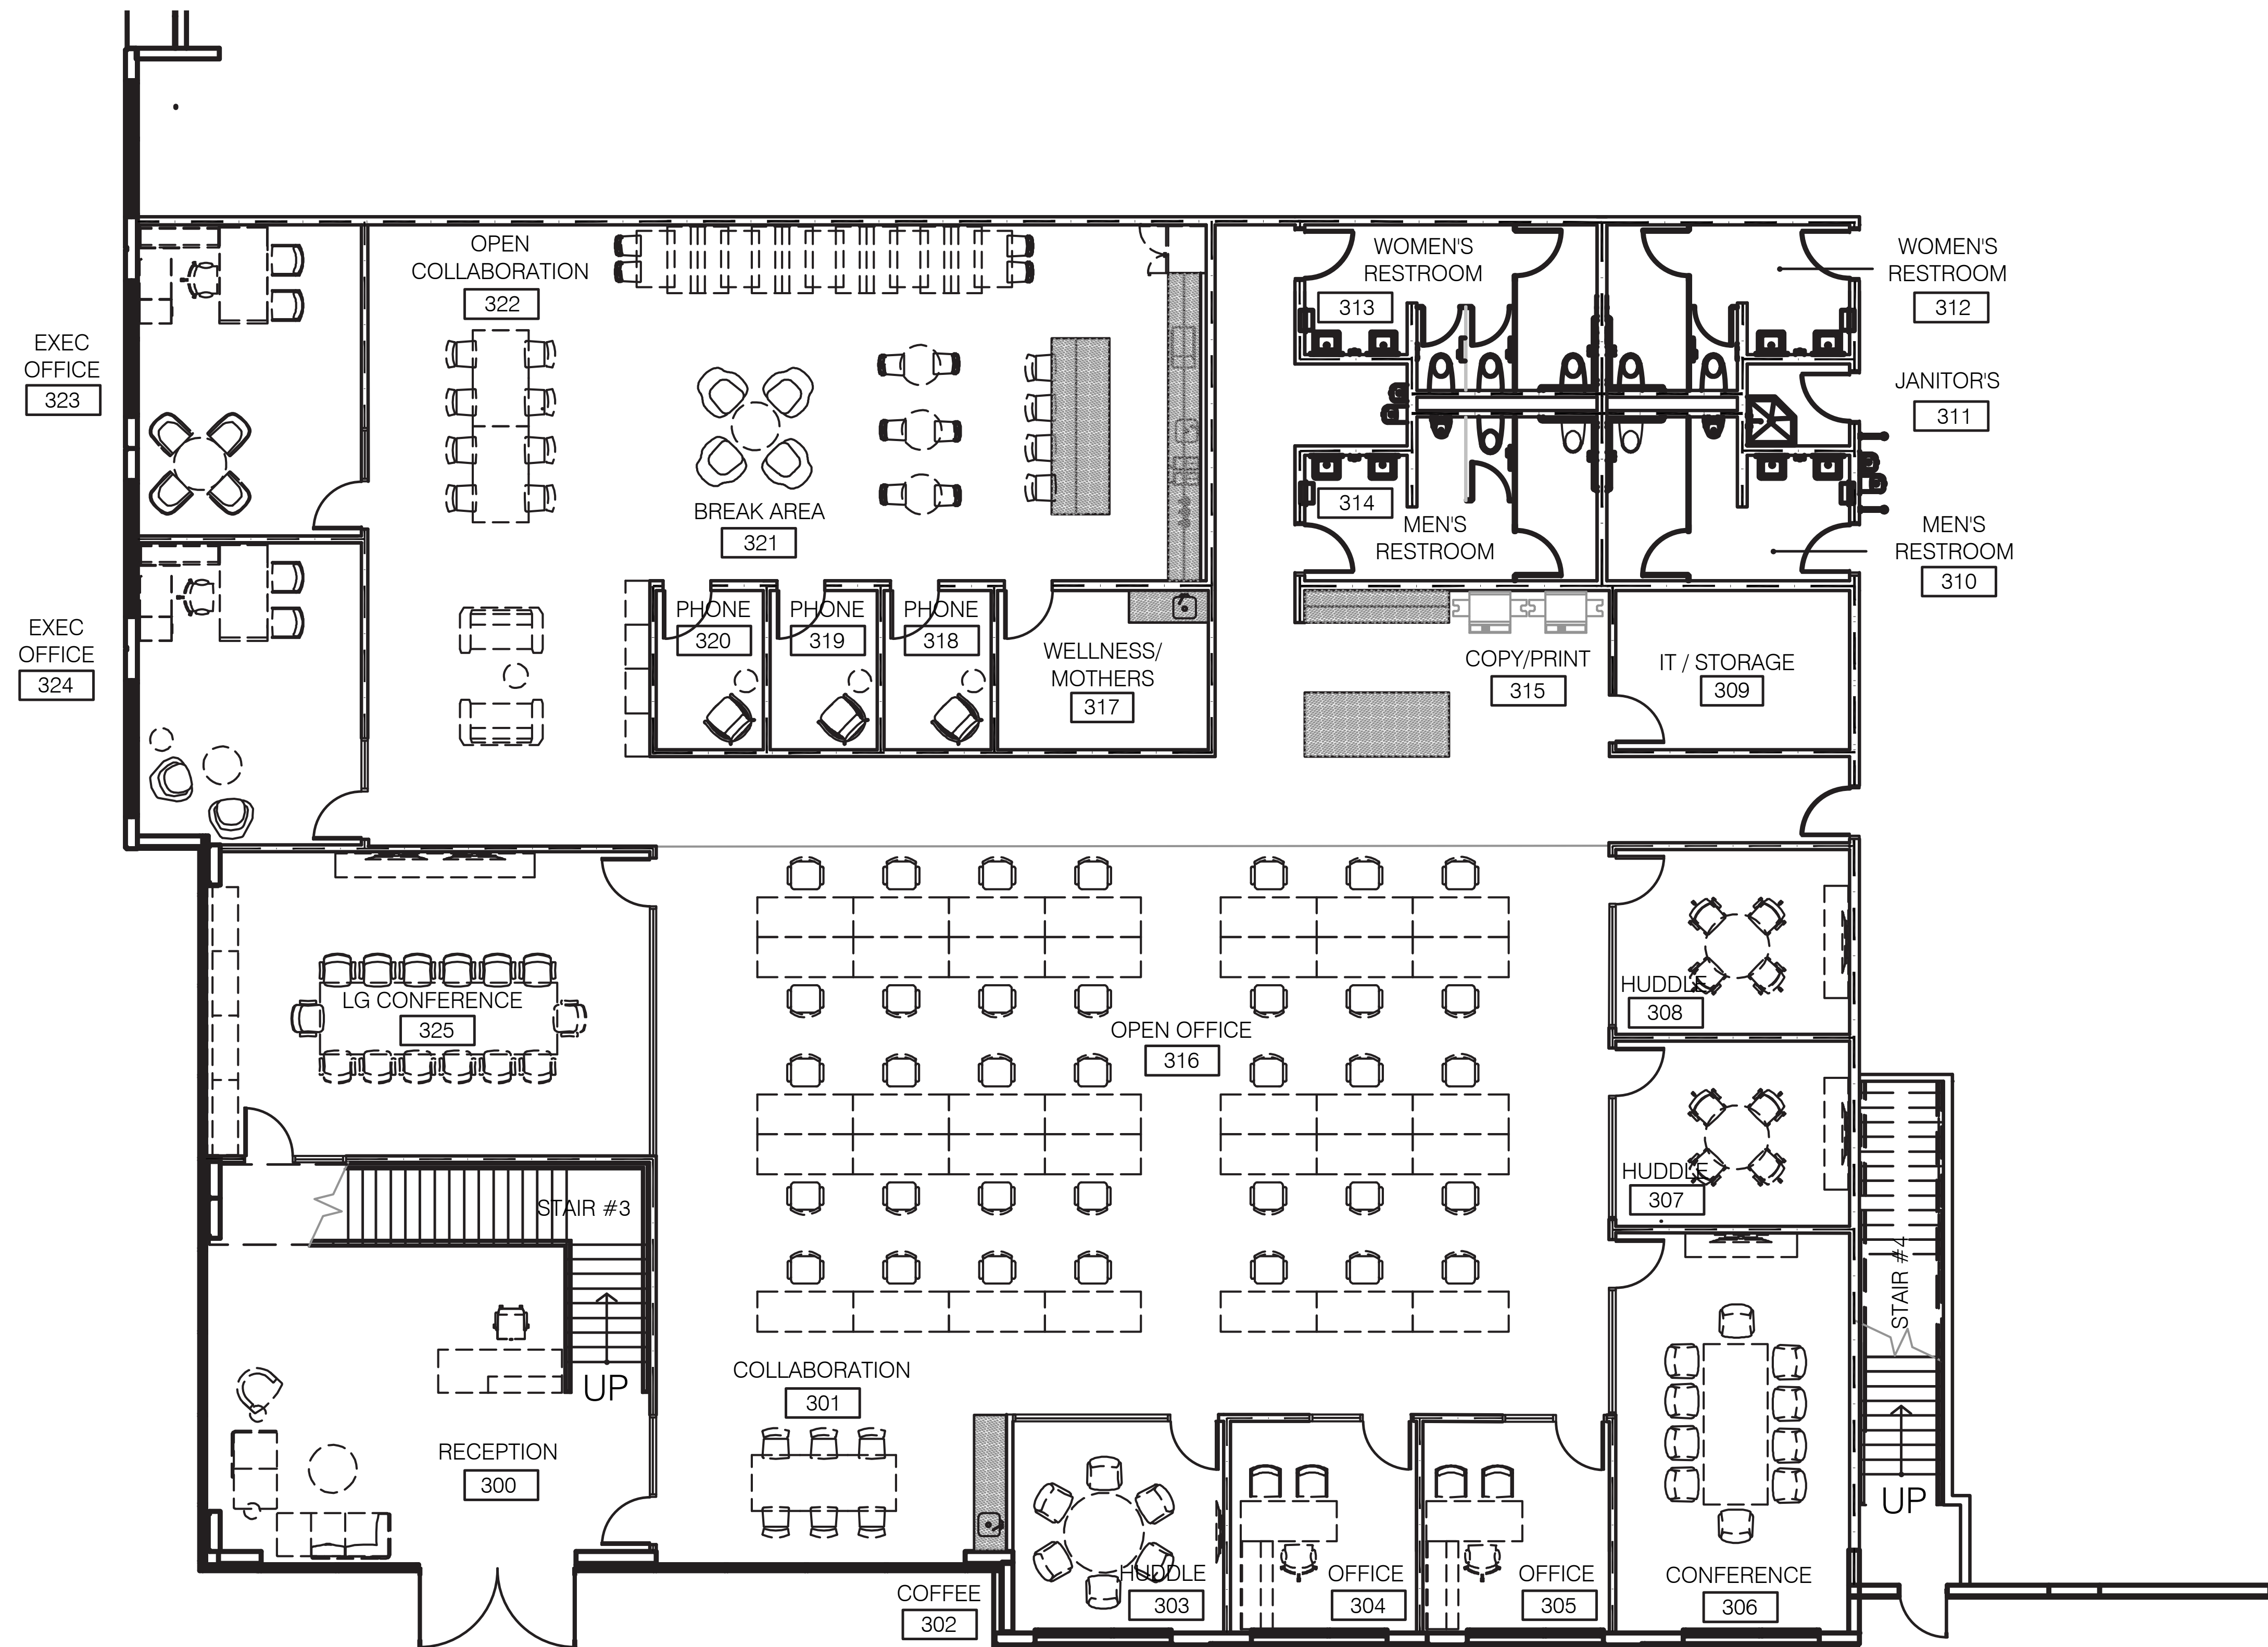 OPEN
COLLABORATION
322
WOMEN'S
RESTROOM
313
WOMEN'S
RESTROOM
312
EXEC
OFFICE
323
JANITOR'S
311
BREAK AREA
321
314
MEN'S
RESTROOM
MEN'S
RESTROOM
310
EXEC
OFFICE
324
PHONE
320
PHONE
319
PHONE
318
WELLNESS/
MOTHERS
317
COPY/PRINT
315
IT / STORAGE
309
LG CONFERENCE
325
OPEN OFFICE
316
HUDDLE
308
HUDDLE
307
STAIR #3
STAIR #4
UP
COLLABORATION
301
RECEPTION
300
UP
COFFEE
302
HUDDLE
303
OFFICE
304
OFFICE
305
CONFERENCE
306